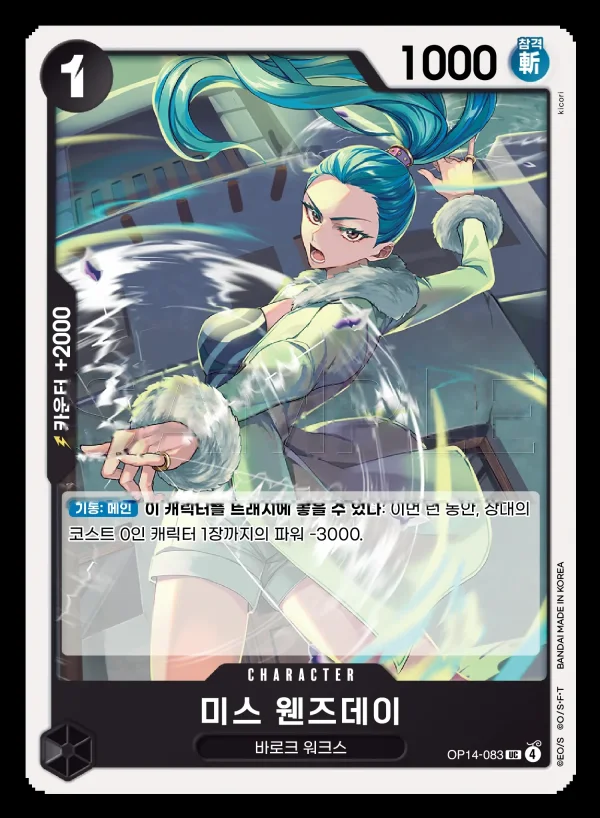 1
1000
참격
斬
kicori
카운터 +2000
SAMPLE
기동: 메인 이 캐릭터를 트래시에 놓을 수 있다: 이번 턴 동안, 상대의
코스트 0인 캐릭터 1장까지의 파워 -3000.
CHARACTER
미스 웬즈데이
바로크 워크스
OP14-083 UC 4
©EO/S ©O/S·F·T BANDAI MADE IN KOREA